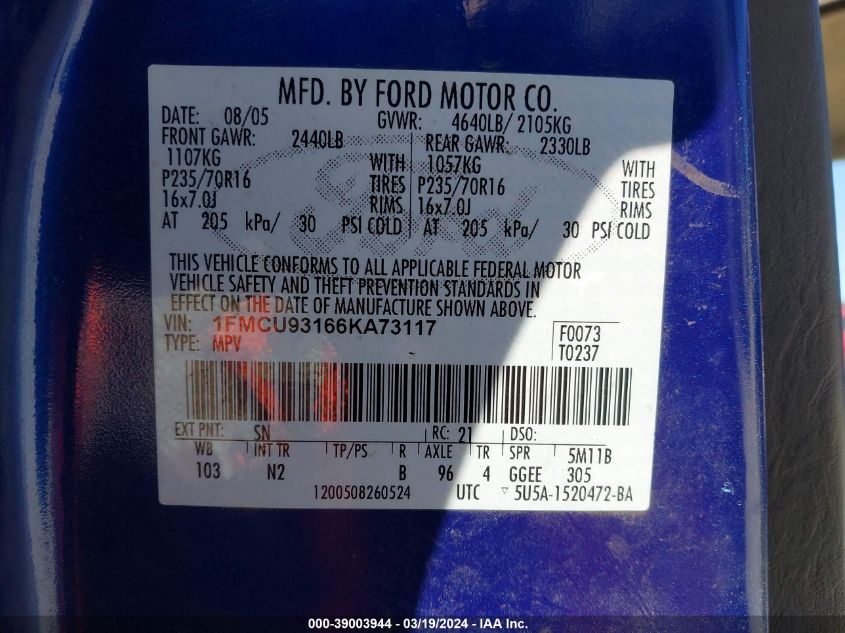 MFD. BY FORD MOTOR CO.
DATE: 08/05 GVWR: 4640LB/ 2105KG
FRONT GAWR: 2440LB REAR GAWR: 2330LB
1107KG WITH 1057KG WITH
P235/70R16 TIRES P235/70R16 TIRES
16x7.0J RIMS 16x7.0J RIMS
AT 205 kPa/ 30 PSI COLD AT 205 kPa/ 30 PSI COLD
THIS VEHICLE CONFORMS TO ALL APPLICABLE FEDERAL MOTOR
VEHICLE SAFETY AND THEFT PREVENTION STANDARDS IN
EFFECT ON THE DATE OF MANUFACTURE SHOWN ABOVE.
VIN: 1FMCU93166KA73117 F0073
TYPE: MPV T0237
EXT PNT: SN RC: 21 DSO:
WB INT TR TP/PS R AXLE TR SPR 5M11B
103 N2 B 96 4 GGEE 305
1200508260524 UTC ▽ 5U5A-1520472-BA
Ford
000-39003944 / 03/19/2024 - IAA Inc.